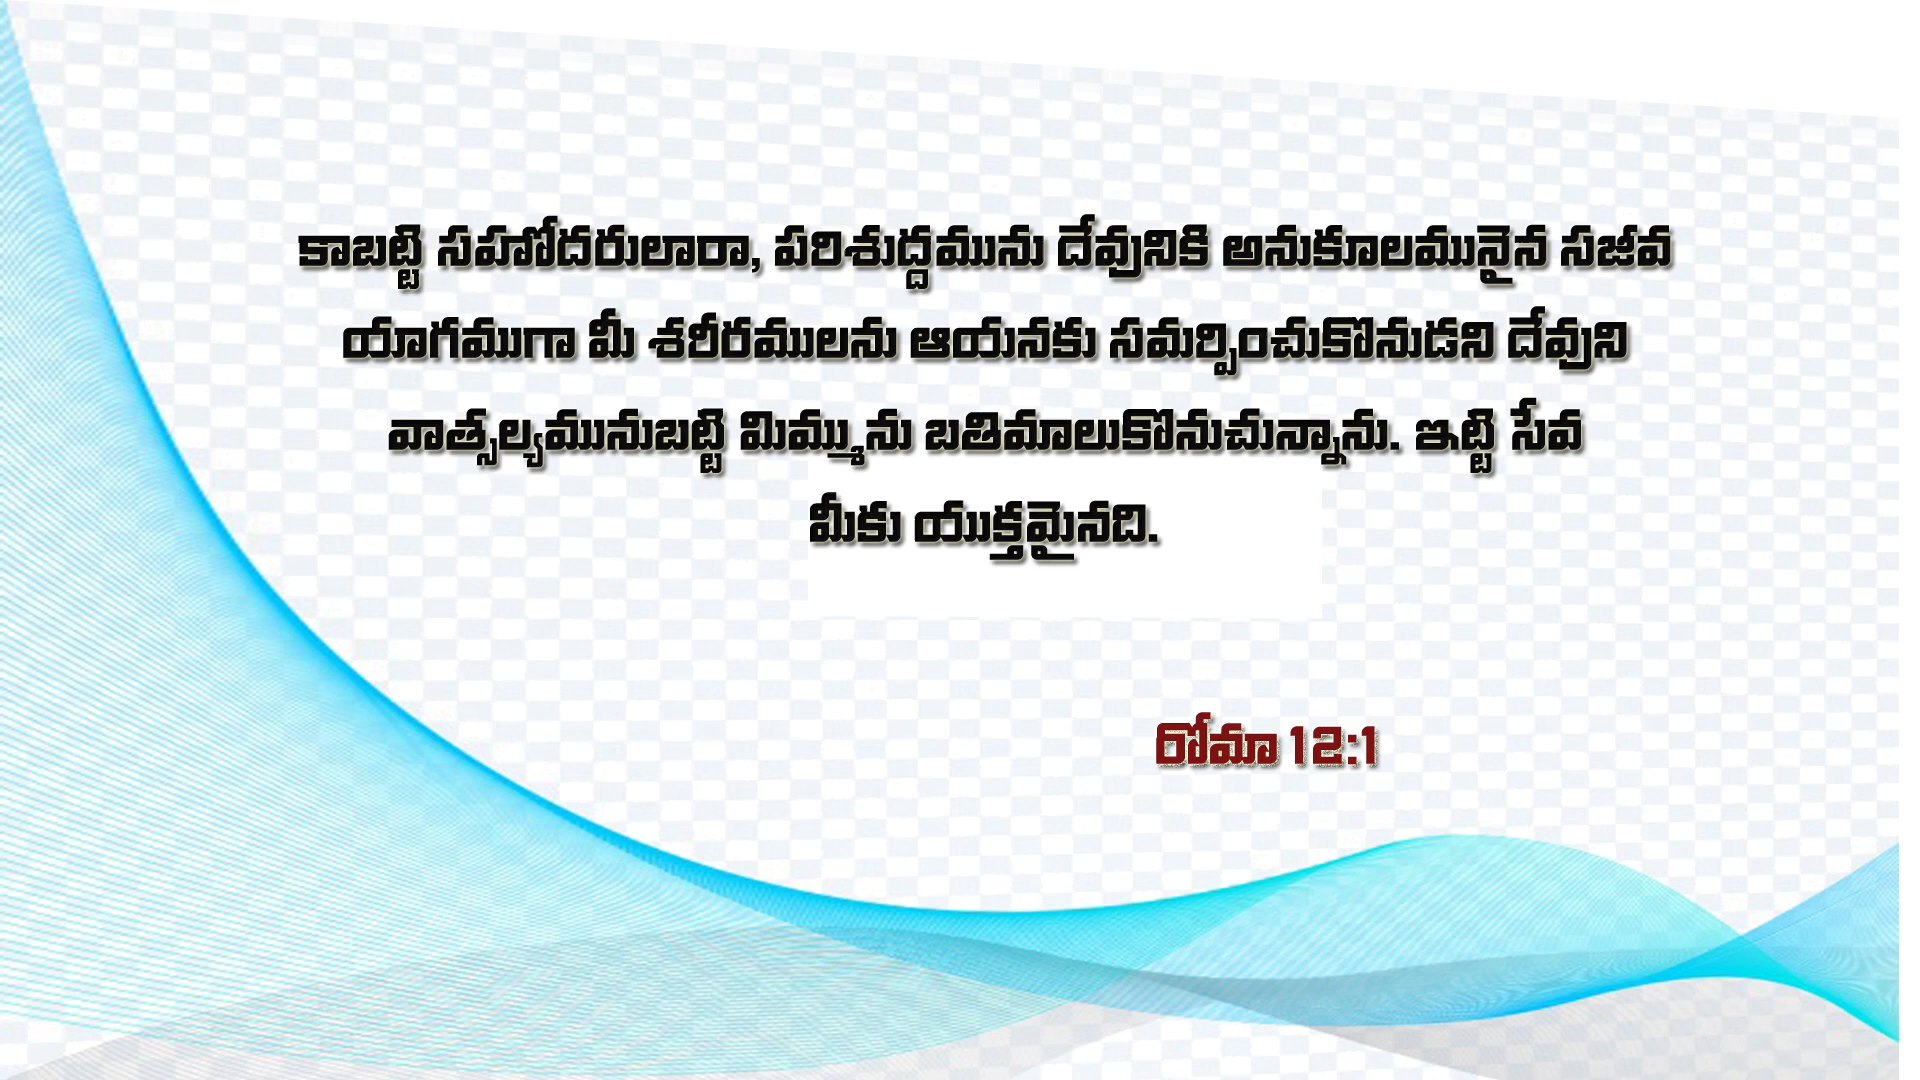 కాబట్టి సహోదరులారా, పరిశుద్దమును దేవునికి అనుకూలమునైన సజీవ
యాగముగా మీ శరీరములను ఆయనకు సమర్పించుకొనుడని దేవుని
వాత్సల్యమునుబట్టి మిమ్మును బతిమాలుకొనుచున్నాను. ఇట్టి సేవ
మీకు యుక్తమైనది.
రోమా 12:1